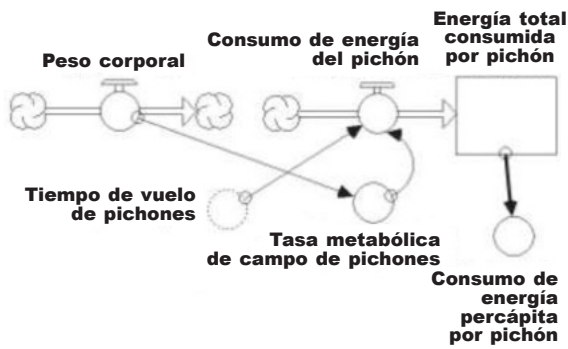 Peso corporal
Consumo de energía
del pichón
Energía total
consumida
por pichón
Tiempo de vuelo
de pichones
Tasa metabólica
de campo de pichones
Consumo de
energía
percápita
por pichón